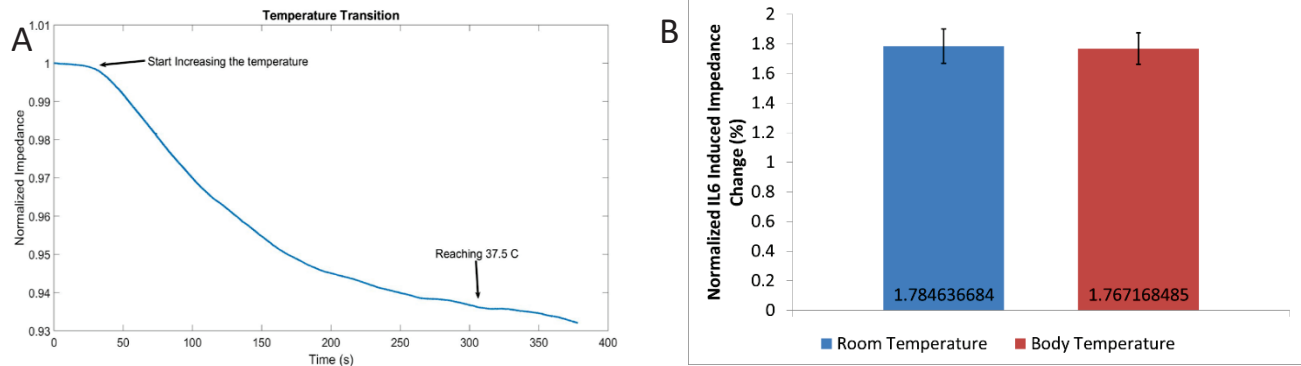 A
Temperature Transition
1.01
1
0.99
0.98
0.97
0.96
0.95
0.94
0.93
Normalized Impedance
Start Increasing the temperature
Reaching 37.5 C
0
50
100
150
200
250
300
350
400
Time (s)
B
Normalized IL6 Induced Impedance
Change (%)
2
1.8
1.6
1.4
1.2
1
0.8
0.6
0.4
0.2
0
1.784636684
1.767168485
Room Temperature
Body Temperature